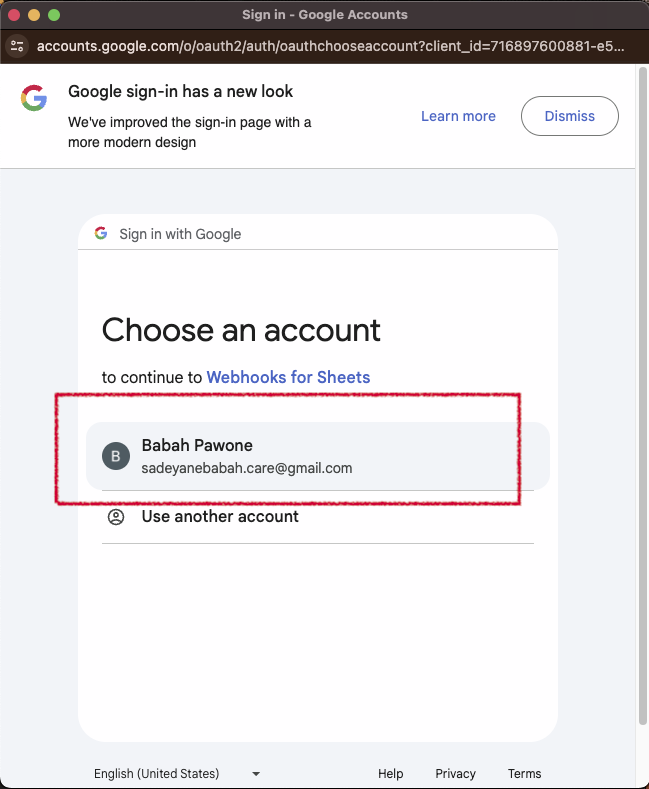 Sign in - Google Accounts
accounts.google.com/o/oauth2/auth/oauthchooseaccount?client_id=716897600881-e5...
Google sign-in has a new look
We've improved the sign-in page with a
more modern design
Learn more
Dismiss
Sign in with Google
Choose an account
to continue to Webhooks for Sheets
B
Babah Pawone
sadeyanebabah.care@gmail.com
Use another account
English (United States)
Help
Privacy
Terms